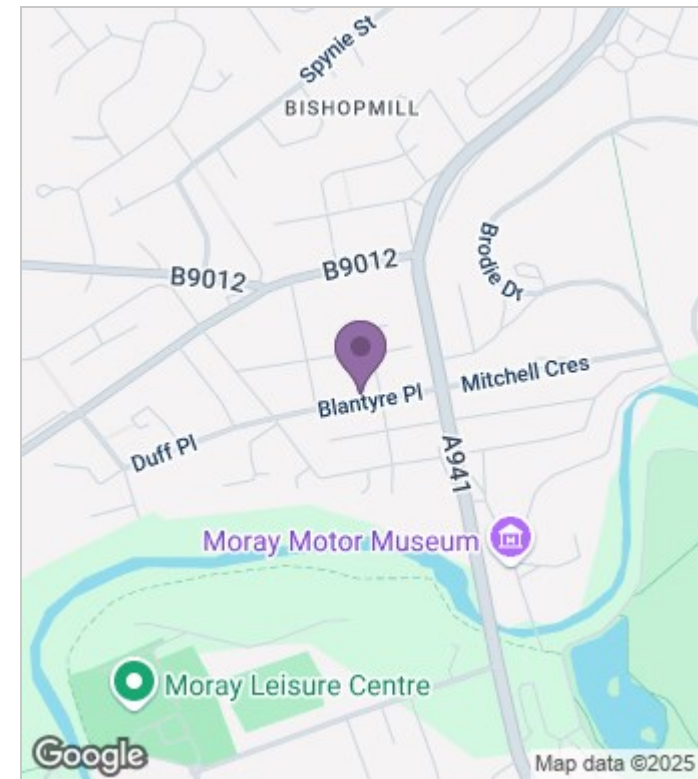 Spynie St
BISHOPMILL
Brodie Dr
B9012
B9012
Mitchell Cres
Blantyre Pl
Duff Pl
A941
Moray Motor Museum
Moray Leisure Centre
Google
Map data ©2025